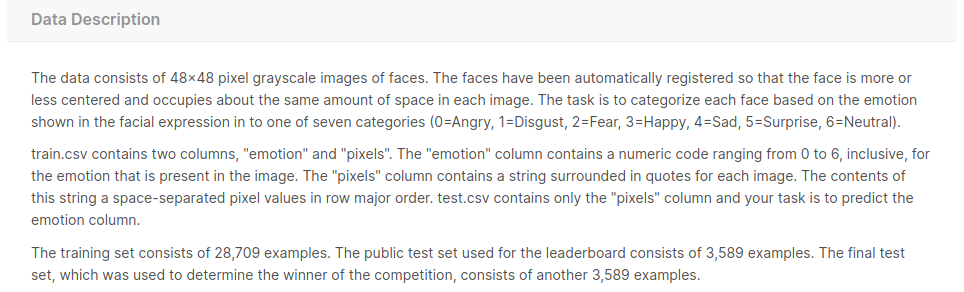 Data Description
The data consists of 48×48 pixel grayscale images of faces. The faces have been automatically registered so that the face is more or
less centered and occupies about the same amount of space in each image. The task is to categorize each face based on the emotion
shown in the facial expression in to one of seven categories (0=Angry, 1=Disgust, 2=Fear, 3=Happy, 4=Sad, 5=Surprise, 6=Neutral).
train.csv contains two columns, "emotion" and "pixels". The "emotion" column contains a numeric code ranging from 0 to 6, inclusive, for
the emotion that is present in the image. The "pixels" column contains a string surrounded in quotes for each image. The contents of
this string a space-separated pixel values in row major order. test.csv contains only the "pixels" column and your task is to predict the
emotion column.
The training set consists of 28,709 examples. The public test set used for the leaderboard consists of 3,589 examples. The final test
set, which was used to determine the winner of the competition, consists of another 3,589 examples.